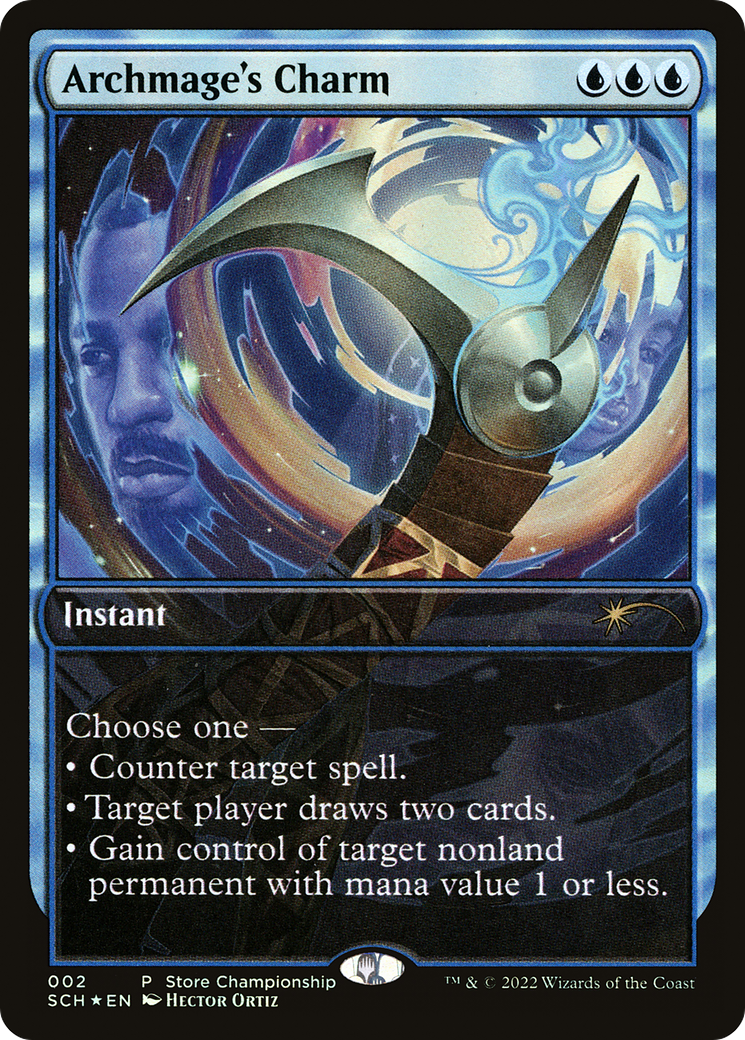 Archmage's Charm
Instant
Choose one —
• Counter target spell.
• Target player draws two cards.
• Gain control of target nonland
permanent with mana value 1 or less.
002 P Store Championship
™ & © 2022 Wizards of the Coast
SCH★EN Hector Ortiz